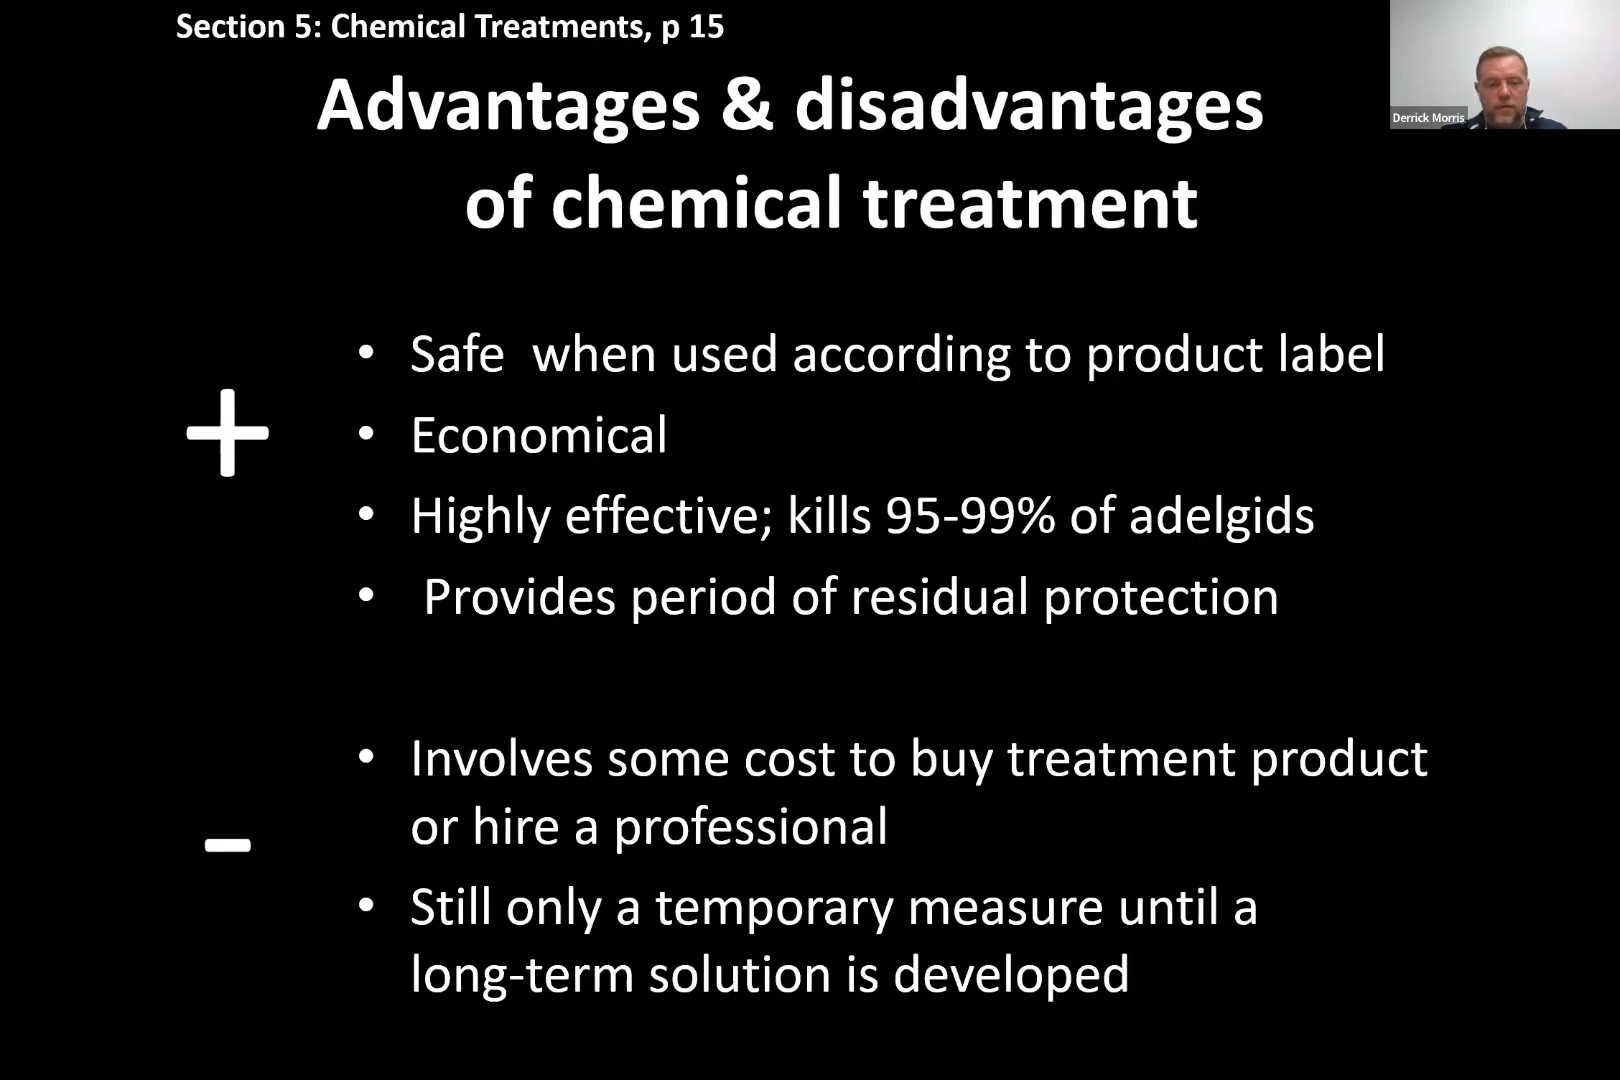 Section 5: Chemical Treatments, p 15
Derrick Morris
Advantages & disadvantages
of chemical treatment
+
• Safe  when used according to product label
• Economical
• Highly effective; kills 95-99% of adelgids
•  Provides period of residual protection
-
• Involves some cost to buy treatment product
or hire a professional
• Still only a temporary measure until a
long-term solution is developed